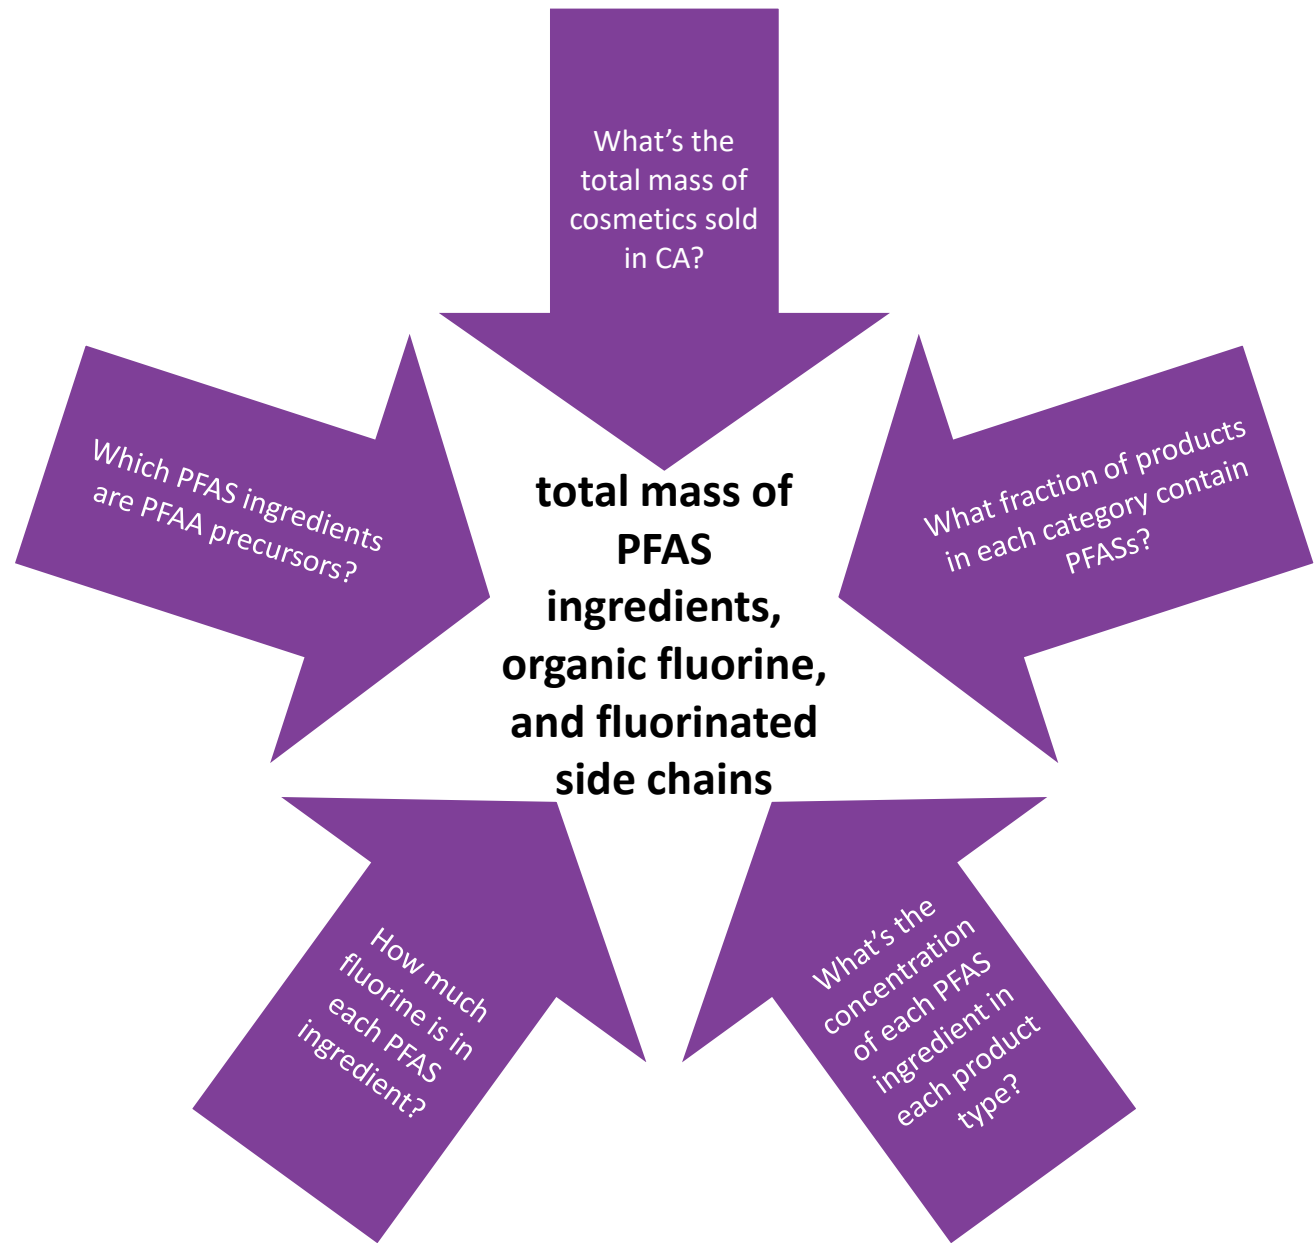 What’s the
total mass of
cosmetics sold
in CA?
Which PFAS ingredients
are PFAA precursors?
What fraction of products
in each category contain
PFASs?
total mass of
PFAS
ingredients,
organic fluorine,
and fluorinated
side chains
How much
fluorine is in
each PFAS
ingredient?
What’s the
concentration
of each PFAS
ingredient in
each product
type?